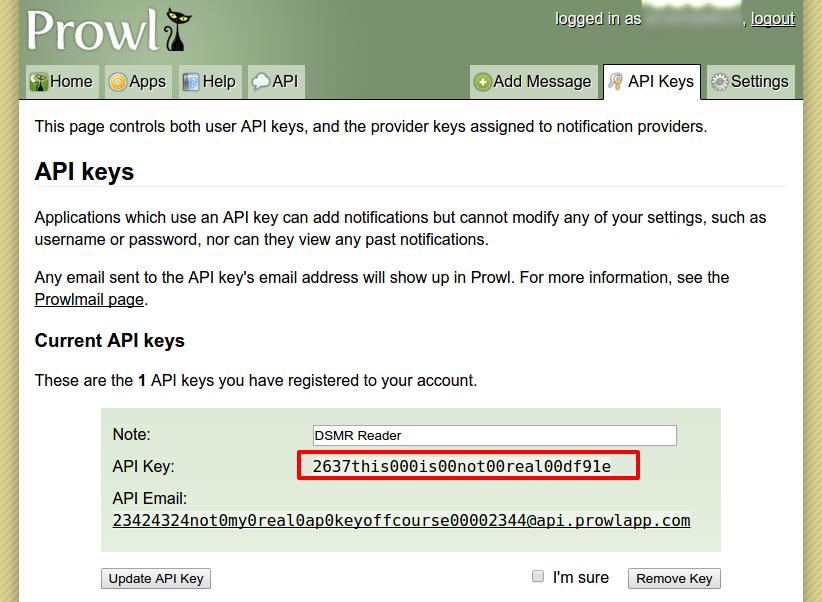 Prowl
logged in as , logout
Home Apps Help API Add Message API Keys Settings
This page controls both user API keys, and the provider keys assigned to notification providers.
API keys
Applications which use an API key can add notifications but cannot modify any of your settings, such as
username or password, nor can they view any past notifications.
Any email sent to the API key's email address will show up in Prowl. For more information, see the
Prowlmail page.
Current API keys
These are the 1 API keys you have registered to your account.
Note: DSMR Reader
API Key: 2637this000is00not00real00df91e
API Email:
23424324not0my0real0ap0keyoffcourse00002344@api.prowlapp.com
Update API Key I'm sure Remove Key